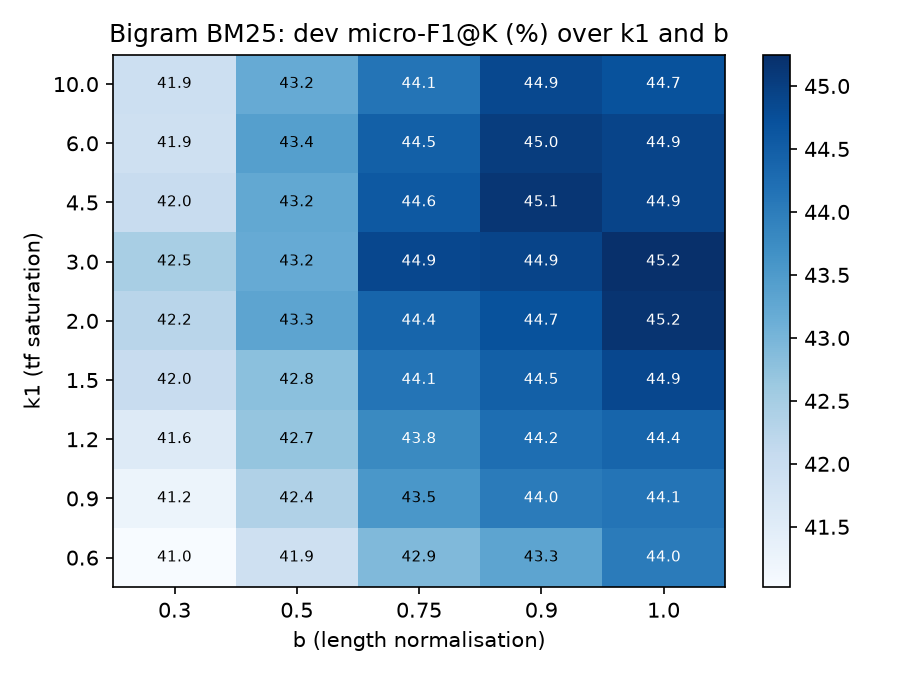 Bigram BM25: dev micro-F1@K (%) over k1 and b
10.0 41.9 43.2 44.1 44.9 44.7
6.0 41.9 43.4 44.5 45.0 44.9
4.5 42.0 43.2 44.6 45.1 44.9
3.0 42.5 43.2 44.9 44.9 45.2
2.0 42.2 43.3 44.4 44.7 45.2
1.5 42.0 42.8 44.1 44.5 44.9
1.2 41.6 42.7 43.8 44.2 44.4
0.9 41.2 42.4 43.5 44.0 44.1
0.6 41.0 41.9 42.9 43.3 44.0
0.3 0.5 0.75 0.9 1.0
b (length normalisation)
k1 (tf saturation)
45.0
44.5
44.0
43.5
43.0
42.5
42.0
41.5